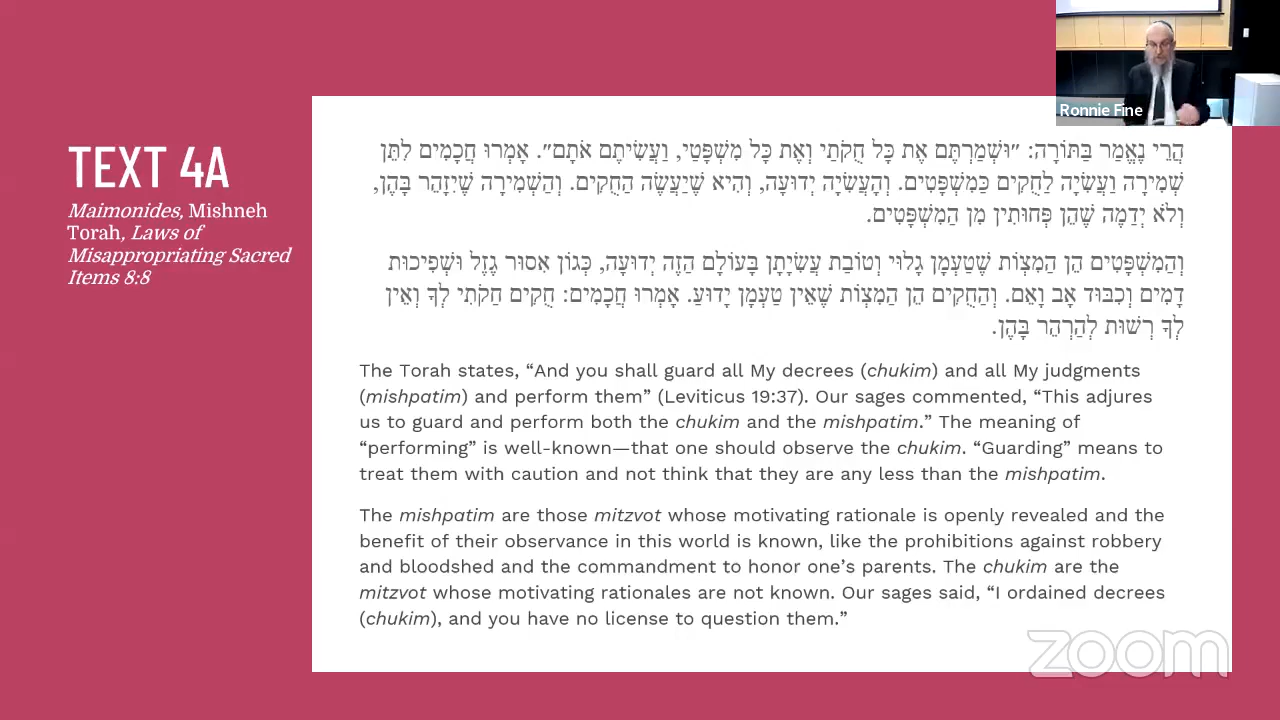 Ronnie Fine
TEXT 4A
Maimonides, Mishneh
Torah, Laws of
Misappropriating Sacred
Items 8:8
הֲרֵי נֶאֱמַר בַּתּוֹרָה: "וּשְׁמַרְתֶּם אֶת כָּל חֻקֹּתַי וְאֶת כָּל מִשְׁפָּטַי, וַעֲשִׂיתֶם אֹתָם". אָמְרוּ חֲכָמִים לִתֵּן
שְׁמִירָה וַעֲשִׂיָּה לַחֻקִּים כַּמִּשְׁפָּטִים. וְהָעֲשִׂיָּה יְדוּעָה, וְהִיא שֶׁיַּעֲשֶׂה הַחֻקִּים. וְהַשְּׁמִירָה שֶׁיִּזָּהֵר בָּהֶן,
וְלֹא יְדַמֶּה שֶׁהֵן פְּחוּתִין מִן הַמִּשְׁפָּטִים.
וְהַמִּשְׁפָּטִים הֵן הַמִּצְוֹת שֶׁטַּעְמָן גָּלוּי וְטוֹבַת עֲשִׂיָּתָן בָּעוֹלָם הַזֶּה יְדוּעָה, כְּגוֹן אִסּוּר גֶּזֶל וּשְׁפִיכוּת
דָּמִים וְכִבּוּד אָב וָאֵם. וְהַחֻקִּים הֵן הַמִּצְוֹת שֶׁאֵין טַעְמָן יָדוּעַ. אָמְרוּ חֲכָמִים: חֻקִּים חַקֹּתִי לְךָ וְאֵין
לְךָ רְשׁוּת לְהַרְהֵר בָּהֶן.
The Torah states, “And you shall guard all My decrees (chukim) and all My judgments
(mishpatim) and perform them” (Leviticus 19:37). Our sages commented, “This adjures
us to guard and perform both the chukim and the mishpatim.” The meaning of
“performing” is well-known—that one should observe the chukim. “Guarding” means to
treat them with caution and not think that they are any less than the mishpatim.
The mishpatim are those mitzvot whose motivating rationale is openly revealed and the
benefit of their observance in this world is known, like the prohibitions against robbery
and bloodshed and the commandment to honor one’s parents. The chukim are the
mitzvot whose motivating rationales are not known. Our sages said, “I ordained decrees
(chukim), and you have no license to question them.”
zoom